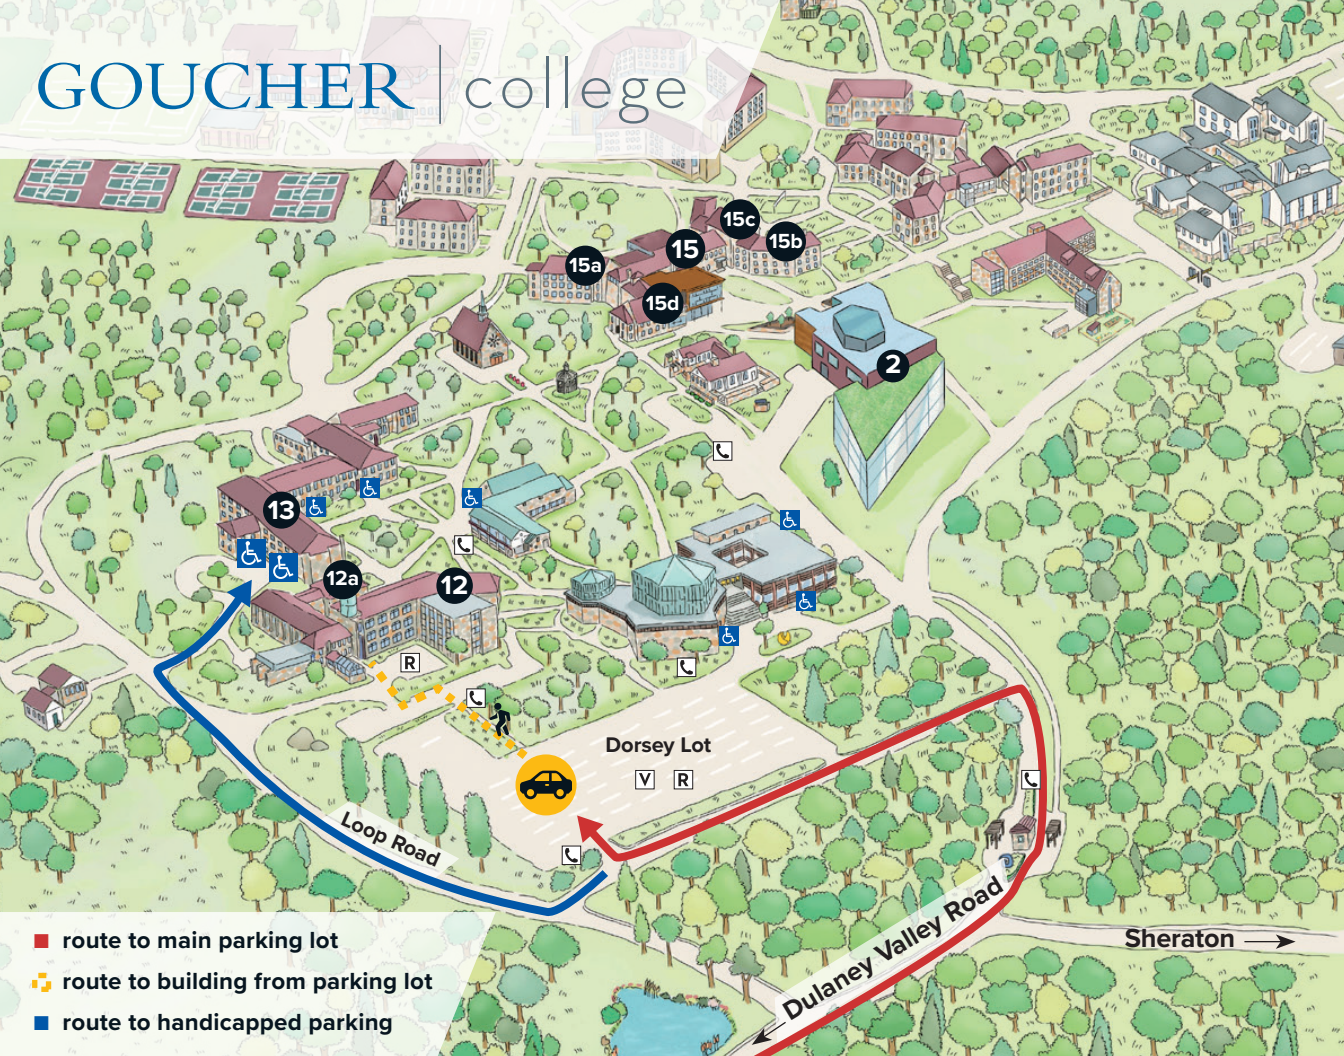 GOUCHER | college
15c
15
15b
15a
15d
2
13
12a
12
R
Dorsey Lot
V R
Loop Road
Dulaney Valley Road
Sheraton
route to main parking lot
route to building from parking lot
route to handicapped parking